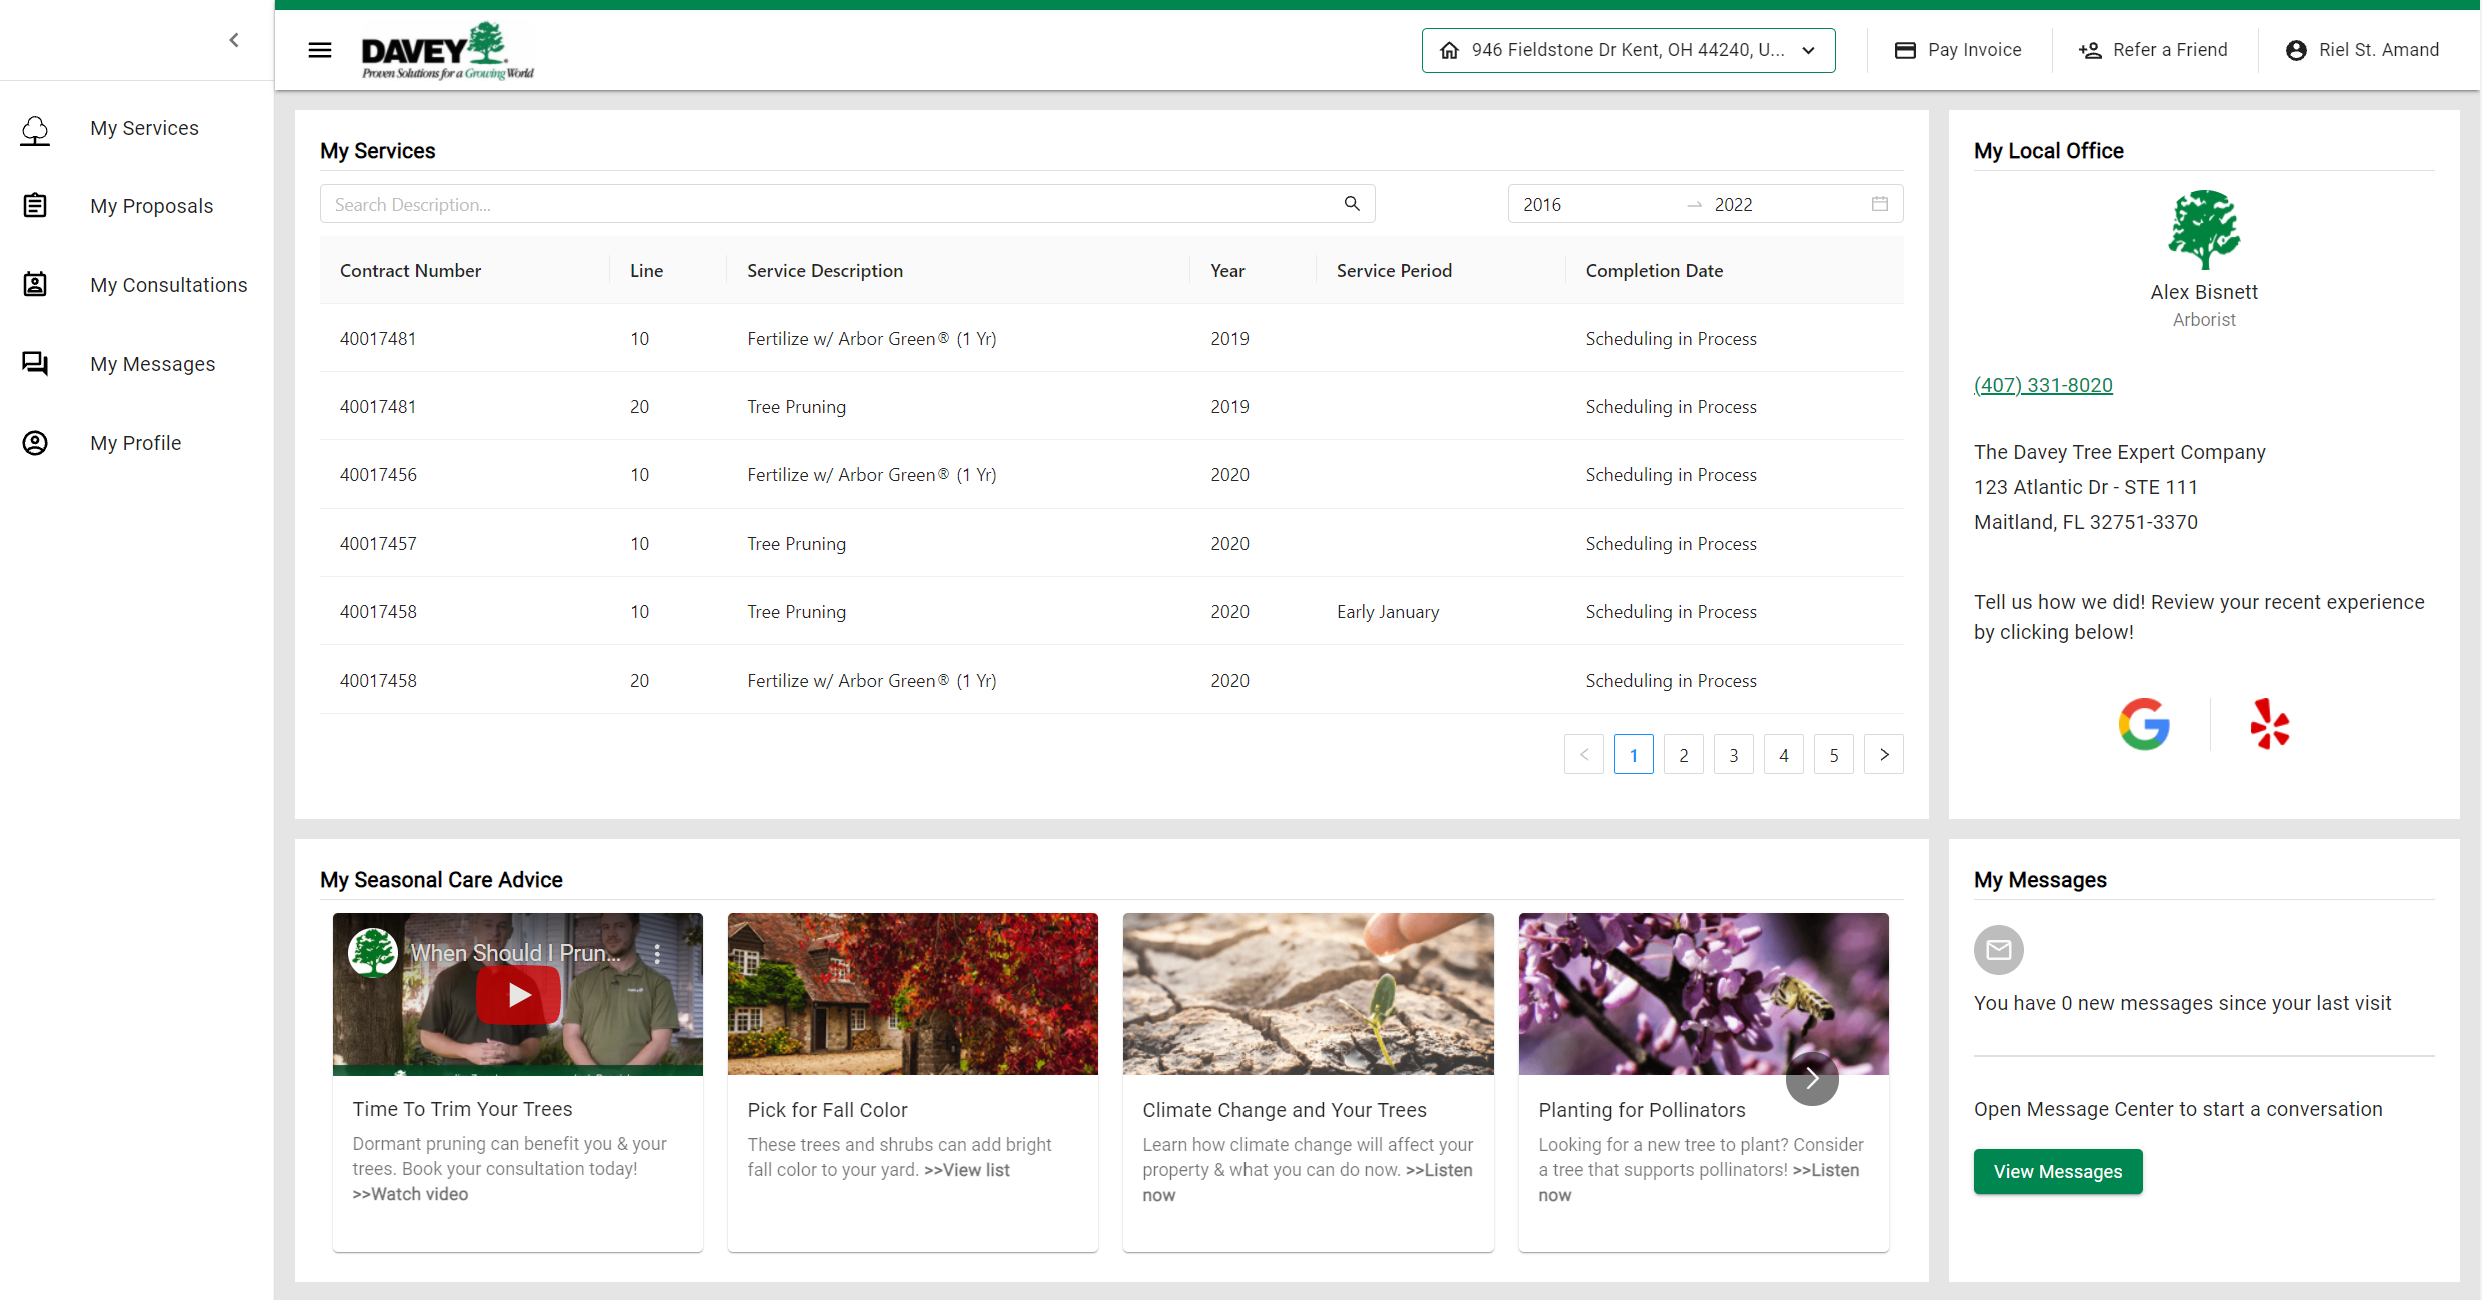 DAVEY
Proven Solutions for a Growing World
946 Fieldstone Dr Kent, OH 44240, U...
Pay Invoice
Refer a Friend
Riel St. Amand
My Services
My Proposals
My Consultations
My Messages
My Profile
My Services
Search Description...
2016 → 2022
Contract Number Line Service Description Year Service Period Completion Date
40017481 10 Fertilize w/ Arbor Green® (1 Yr) 2019 Scheduling in Process
40017481 20 Tree Pruning 2019 Scheduling in Process
40017456 10 Fertilize w/ Arbor Green® (1 Yr) 2020 Scheduling in Process
40017457 10 Tree Pruning 2020 Scheduling in Process
40017458 10 Tree Pruning 2020 Early January Scheduling in Process
40017458 20 Fertilize w/ Arbor Green® (1 Yr) 2020 Scheduling in Process
1 2 3 4 5
My Local Office
Alex Bisnett
Arborist
(407) 331-8020
The Davey Tree Expert Company
123 Atlantic Dr - STE 111
Maitland, FL 32751-3370
Tell us how we did! Review your recent experience
by clicking below!
My Seasonal Care Advice
When Should I Prun...
Time To Trim Your Trees
Dormant pruning can benefit you & your
trees. Book your consultation today!
>>Watch video
Pick for Fall Color
These trees and shrubs can add bright
fall color to your yard. >>View list
Climate Change and Your Trees
Learn how climate change will affect your
property & what you can do now. >>Listen
now
Planting for Pollinators
Looking for a new tree to plant? Consider
a tree that supports pollinators! >>Listen
now
My Messages
You have 0 new messages since your last visit
Open Message Center to start a conversation
View Messages